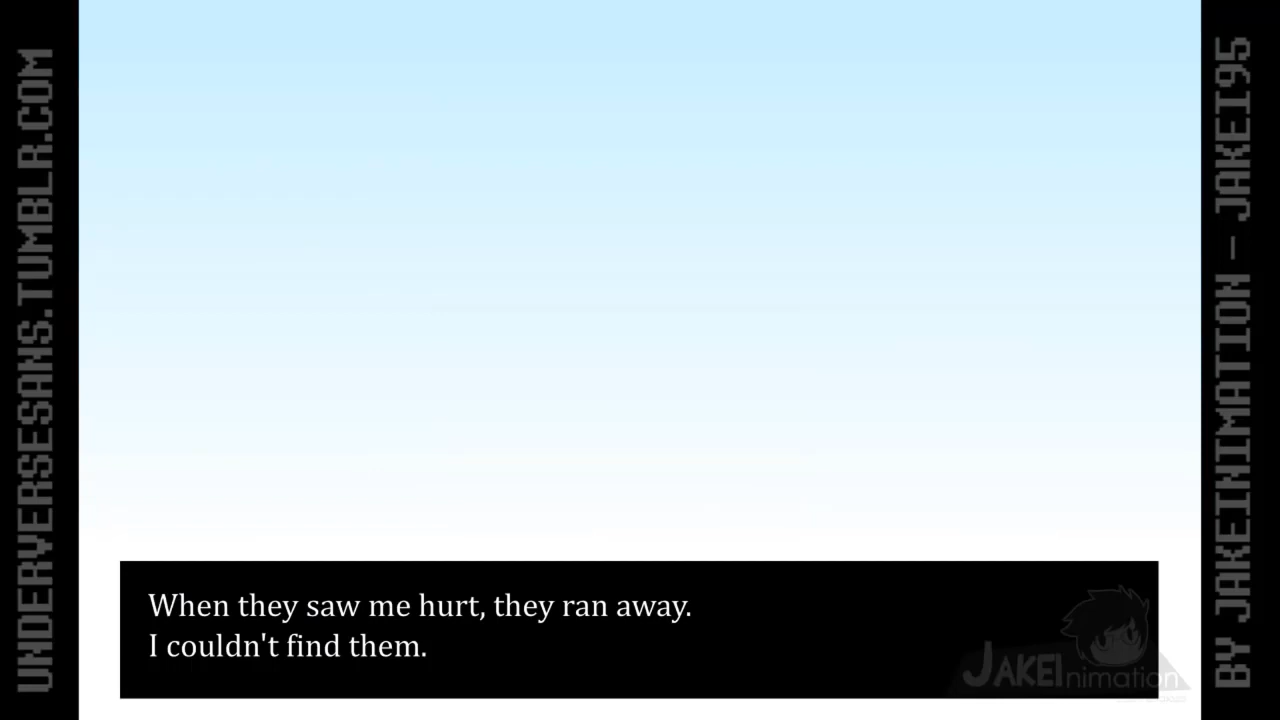 UNDERVERSESANS.TUMBLR.COM
When they saw me hurt, they ran away.
I couldn't find them.
JAKEInimation
BY JAKEINIMATION - JAKEI95